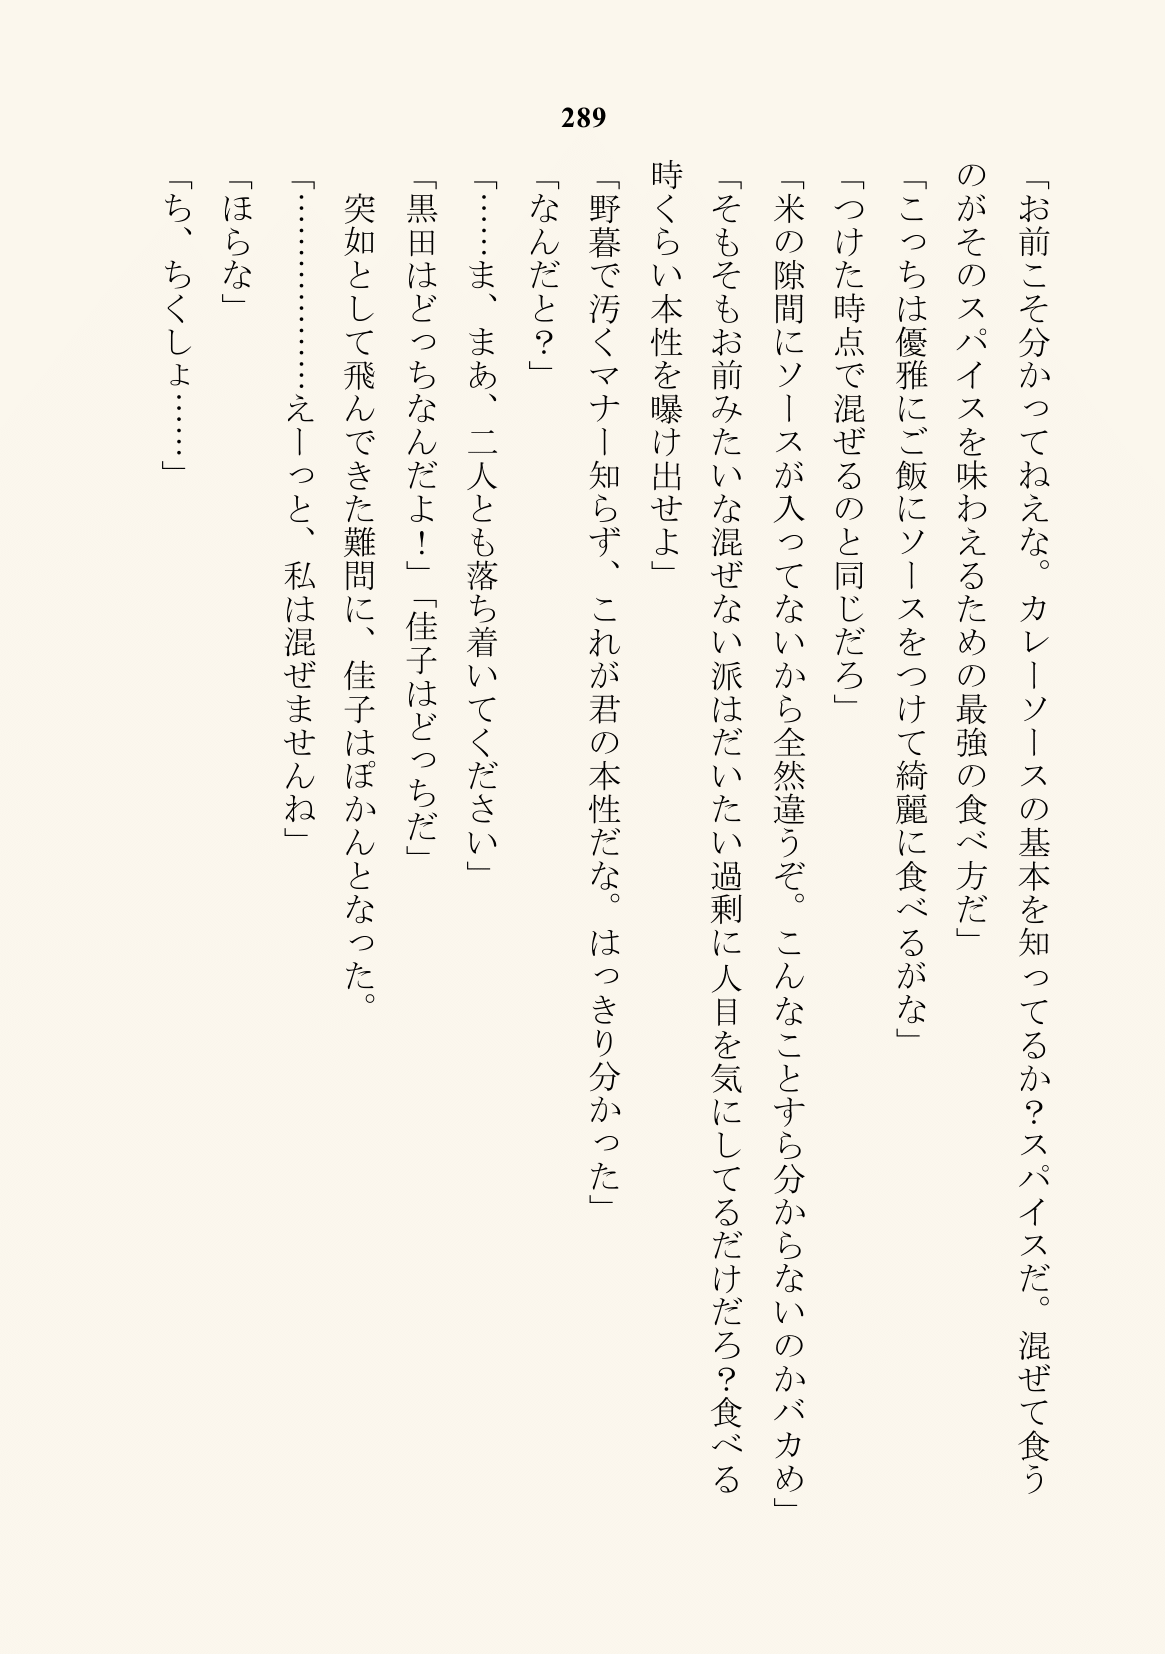 289
「お前こそ分かってねえな。カレーソースの基本を知ってるか？スパイスだ。混ぜて食う
のがそのスパイスを味わえるための最強の食べ方だ」
「こっちは優雅にご飯にソースをつけて綺麗に食べるがな」
「つけた時点で混ぜるのと同じだろ」
「米の隙間にソースが入ってないから全然違うぞ。こんなことすら分からないのかバカめ」
「そもそもお前みたいな混ぜない派はだいたい過剰に人目を気にしてるだけだろ？食べる
時くらい本性を曝け出せよ」
「野暮で汚くマナー知らず、これが君の本性だな。はっきり分かった」
「なんだと？」
「……ま、まあ、二人とも落ち着いてください」
「黒田はどっちなんだよ！」「佳子はどっちだ」
　突如として飛んできた難問に、佳子はぽかんとなった。
「………………えーっと、私は混ぜませんね」
「ほらな」
「ち、ちくしょ……」